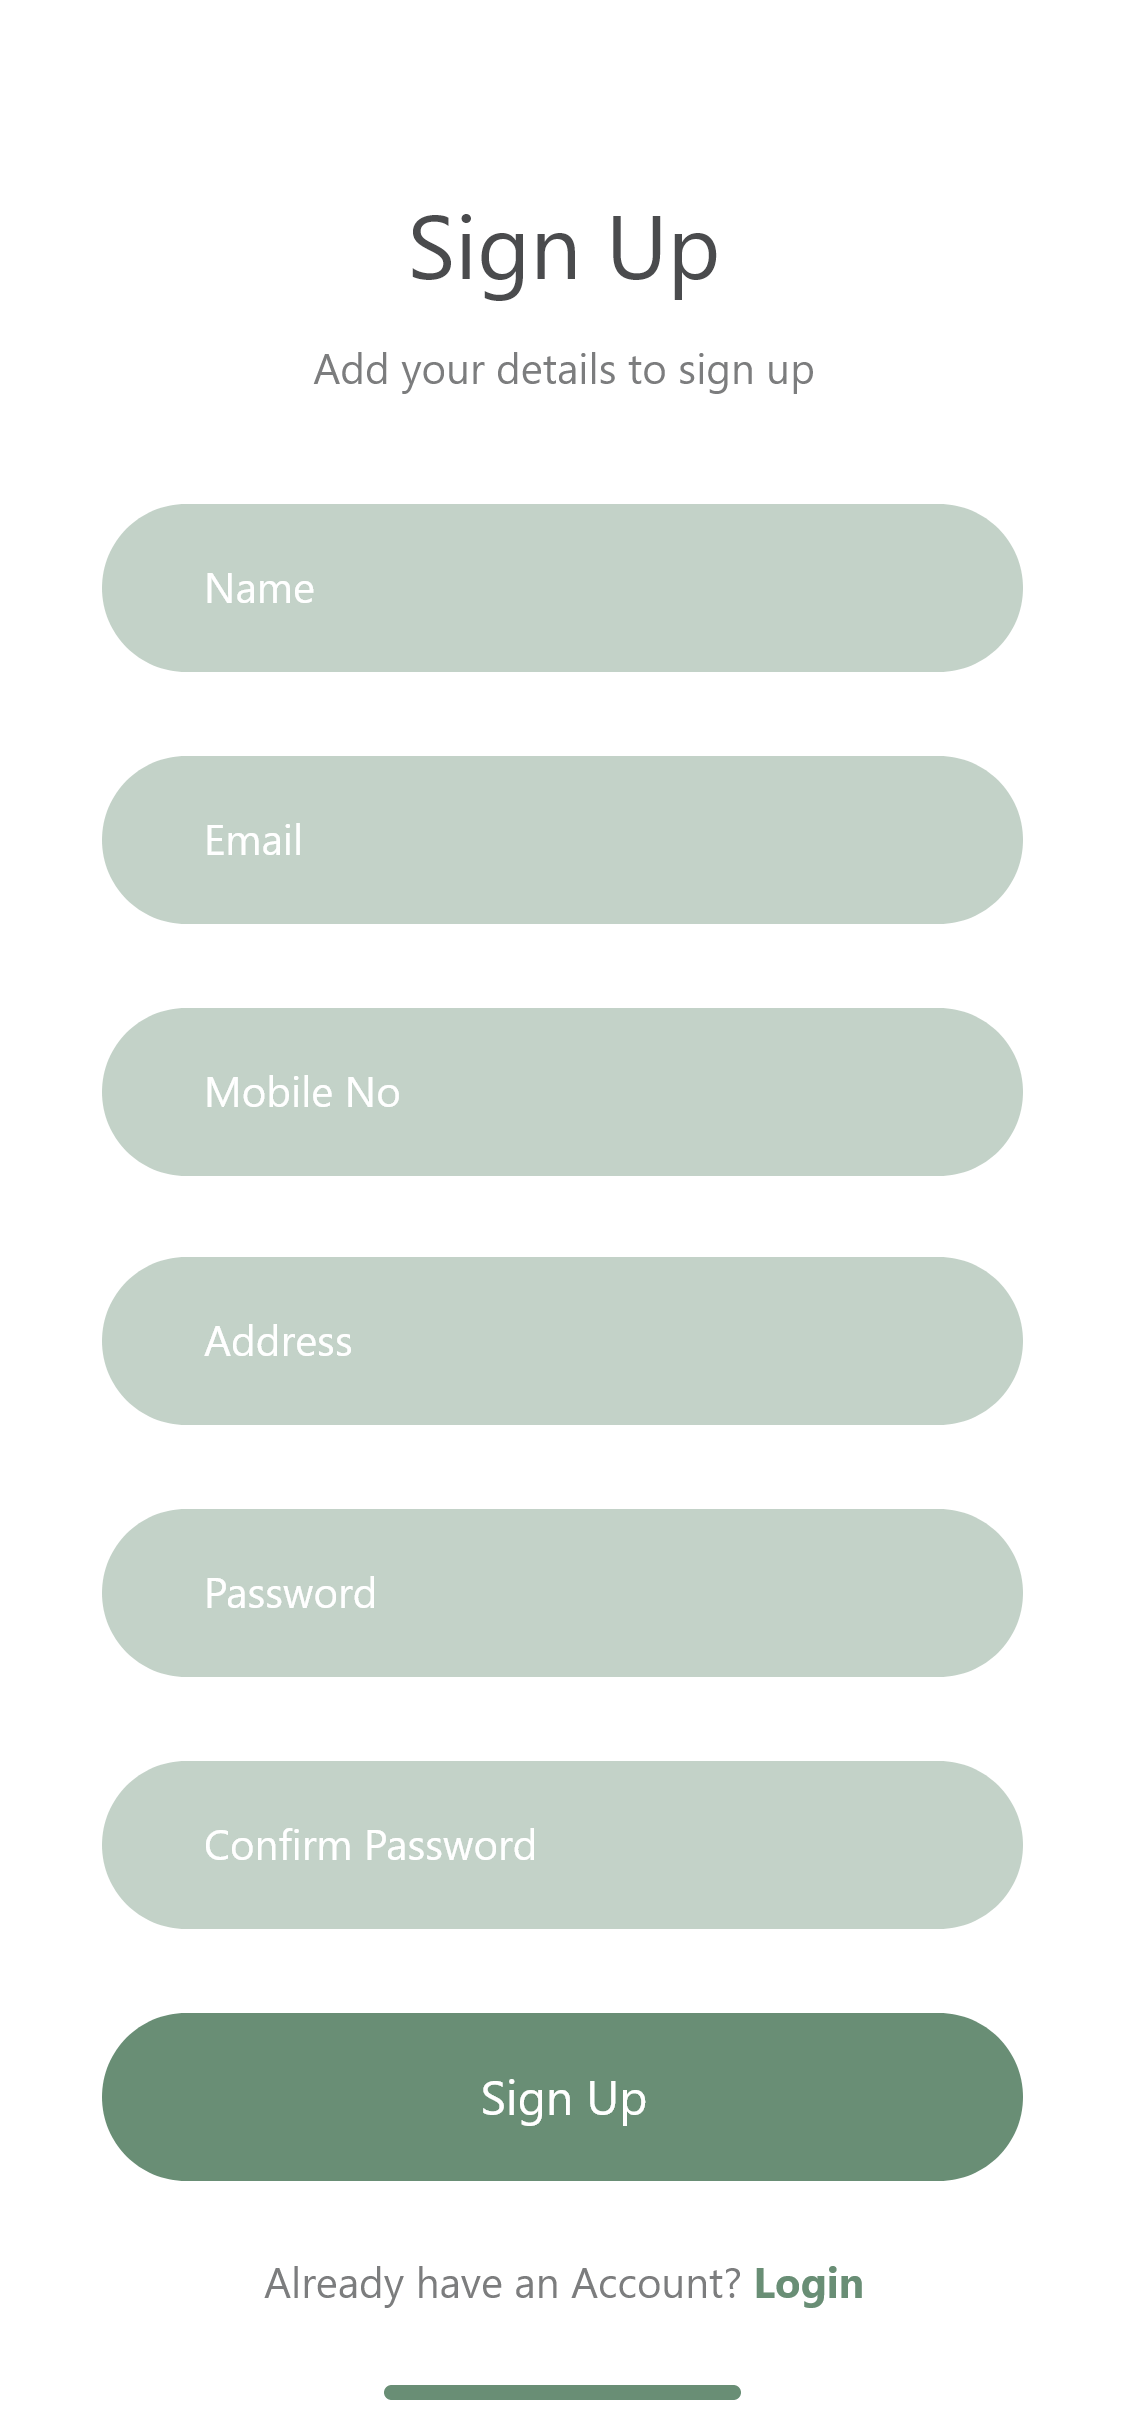 Sign Up
Add your details to sign up
Name
Email
Mobile No
Address
Password
Confirm Password
Sign Up
Already have an Account? Login